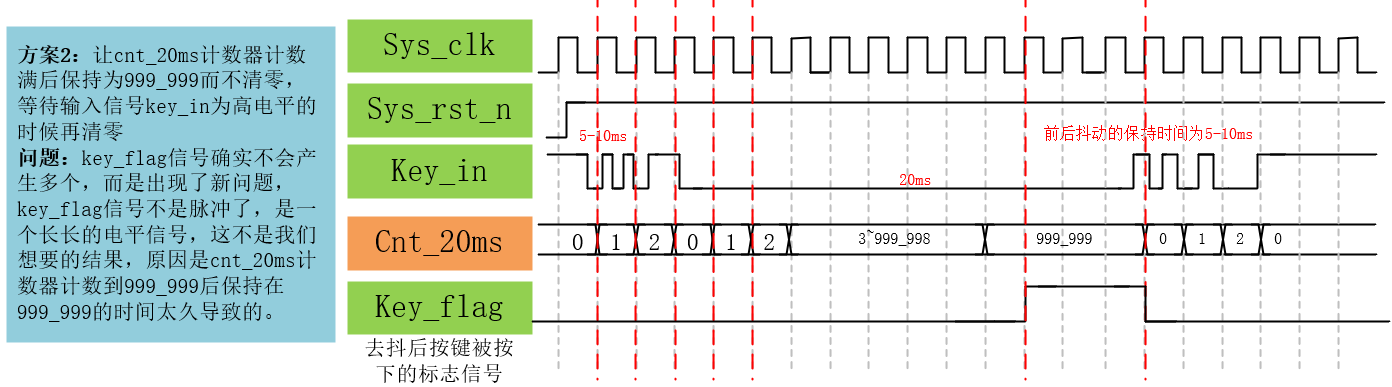 方案2：让cnt_20ms计数器计数
满后保持为999_999而不清零，
等待输入信号key_in为高电平的
时候再清零
问题：key_flag信号确实不会产
生多个，而是出现了新问题，
key_flag信号不是脉冲了，是一
个长长的电平信号，这不是我们
想要的结果，原因是cnt_20ms计
数器计数到999_999后保持在
999_999的时间太久导致的。
Sys_clk
Sys_rst_n
5-10ms
前后抖动的保持时间为5-10ms
Key_in
20ms
Cnt_20ms
0 1 2 0 1 2 3~999_998 999_999 0 1 2 0
Key_flag
去抖后按键被按
下的标志信号